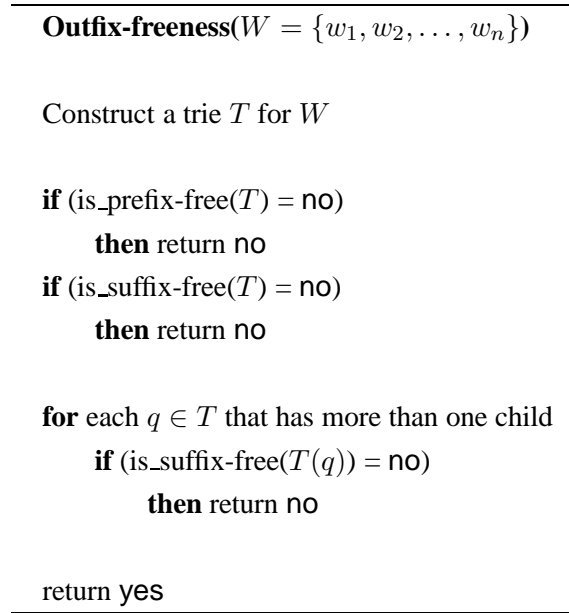 Outfix-freeness(W = {w₁, w₂, . . . , wₙ})
Construct a trie T for W
if (is_prefix-free(T) = no)
then return no
if (is_suffix-free(T) = no)
then return no
for each q ∈ T that has more than one child
if (is_suffix-free(T(q)) = no)
then return no
return yes